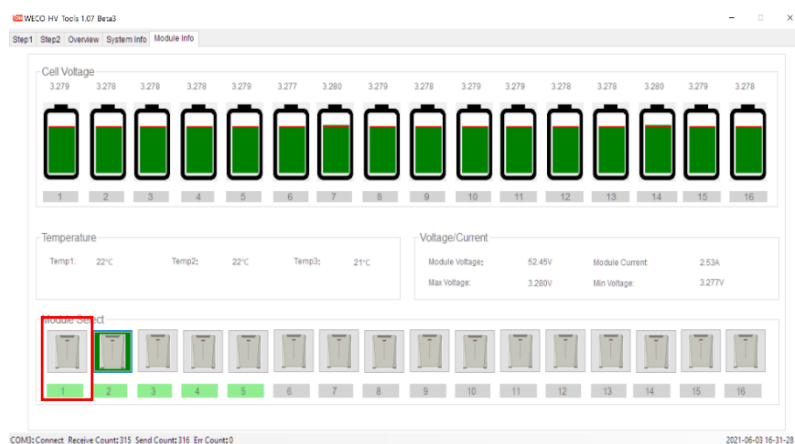 WECO HV Tools 1.07 Beta3
Step1 Step2 Overview System Info Module Info
Cell Voltage
3.279 3.278 3.278 3.278 3.279 3.277 3.280 3.279 3.278 3.279 3.279 3.278 3.278 3.280 3.279 3.278
1 2 3 4 5 6 7 8 9 10 11 12 13 14 15 16
Temperature
Temp1: 22°C Temp2: 22°C Temp3: 21°C
Voltage/Current
Module Voltage: 52.45V Module Current: 2.53A
Max Voltage: 3.280V Min Voltage: 3.277V
Module Select
1 2 3 4 5 6 7 8 9 10 11 12 13 14 15 16
COM3: Connect Receive Count: 315 Send Count: 316 Err Count: 0 2021-06-03 16-31-28